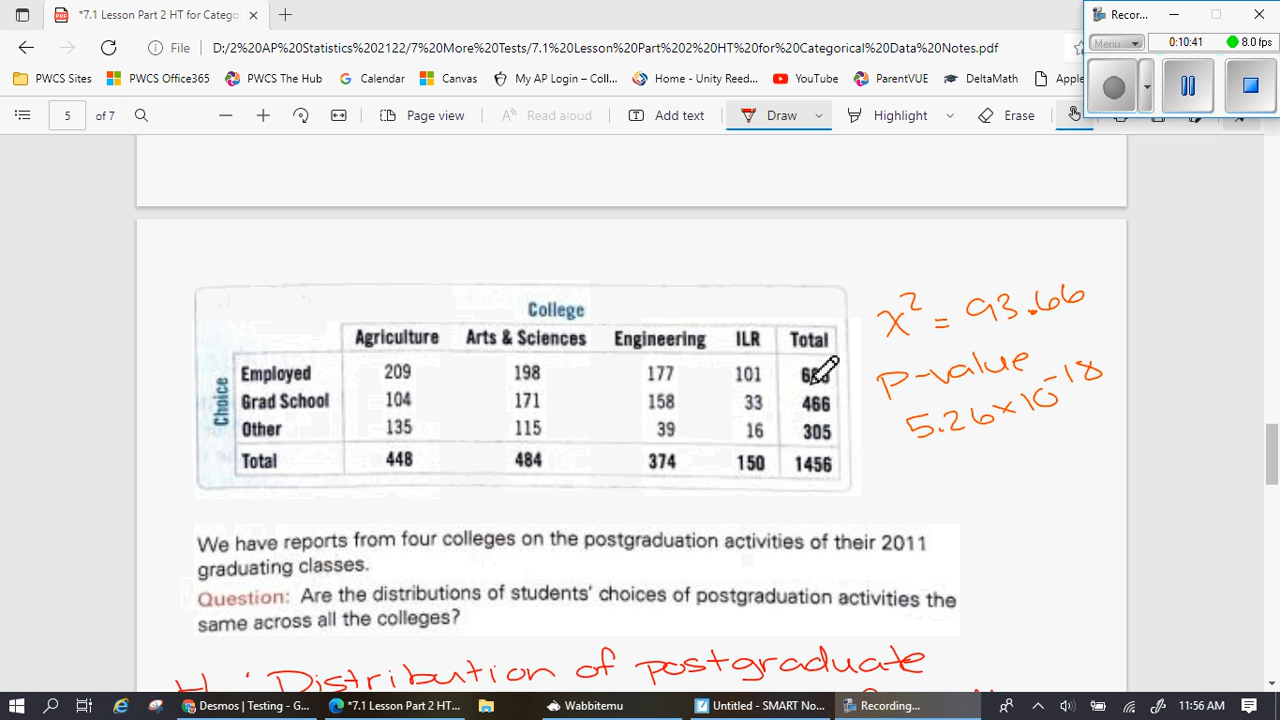 *7.1 Lesson Part 2 HT for Catego
Recor...
Menu
0:10:41
8.0 fps
File
D:/2%20AP%20Statistics%202122/7.1%20More%20Tests/7.1%20Lesson%20Part%202%20HT%20for%20Categorical%20Data%20Notes.pdf
PWCS Sites
PWCS Office365
PWCS The Hub
Calendar
Canvas
My AP Login – Coll...
Home - Unity Reed...
YouTube
ParentVUE
DeltaMath
Apple
5 of 7
Page view
Read aloud
Add text
Draw
Highlight
Erase
College
Agriculture Arts & Sciences Engineering ILR Total
Choice
Employed 209 198 177 101
Grad School 104 171 158 33 466
Other 135 115 39 16 305
Total 448 484 374 150 1456
χ² = 93.66
P-value
5.26×10⁻¹⁸
We have reports from four colleges on the postgraduation activities of their 2011
graduating classes.
Question: Are the distributions of students' choices of postgraduation activities the
same across all the colleges?
Distribution of postgraduate
Desmos | Testing - G...
*7.1 Lesson Part 2 HT...
Wabbitemu
Untitled - SMART No...
Recording...
11:56 AM